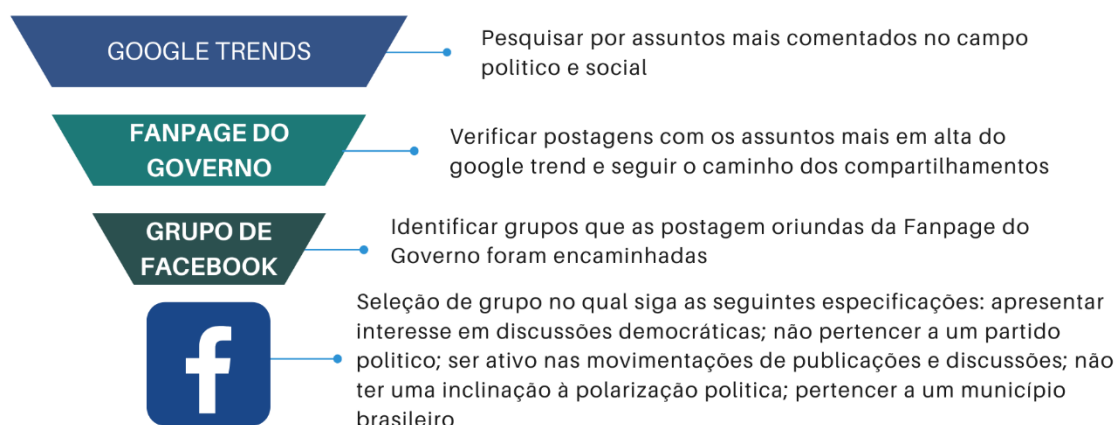 GOOGLE TRENDS
Pesquisar por assuntos mais comentados no campo
politico e social
FANPAGE DO
GOVERNO
Verificar postagens com os assuntos mais em alta do
google trend e seguir o caminho dos compartilhamentos
GRUPO DE
FACEBOOK
Identificar grupos que as postagem oriundas da Fanpage do
Governo foram encaminhadas
Seleção de grupo no qual siga as seguintes especificações: apresentar
interesse em discussões democráticas; não pertencer a um partido
politico; ser ativo nas movimentações de publicações e discussões; não
ter uma inclinação à polarização politica; pertencer a um município
brasileiro
f